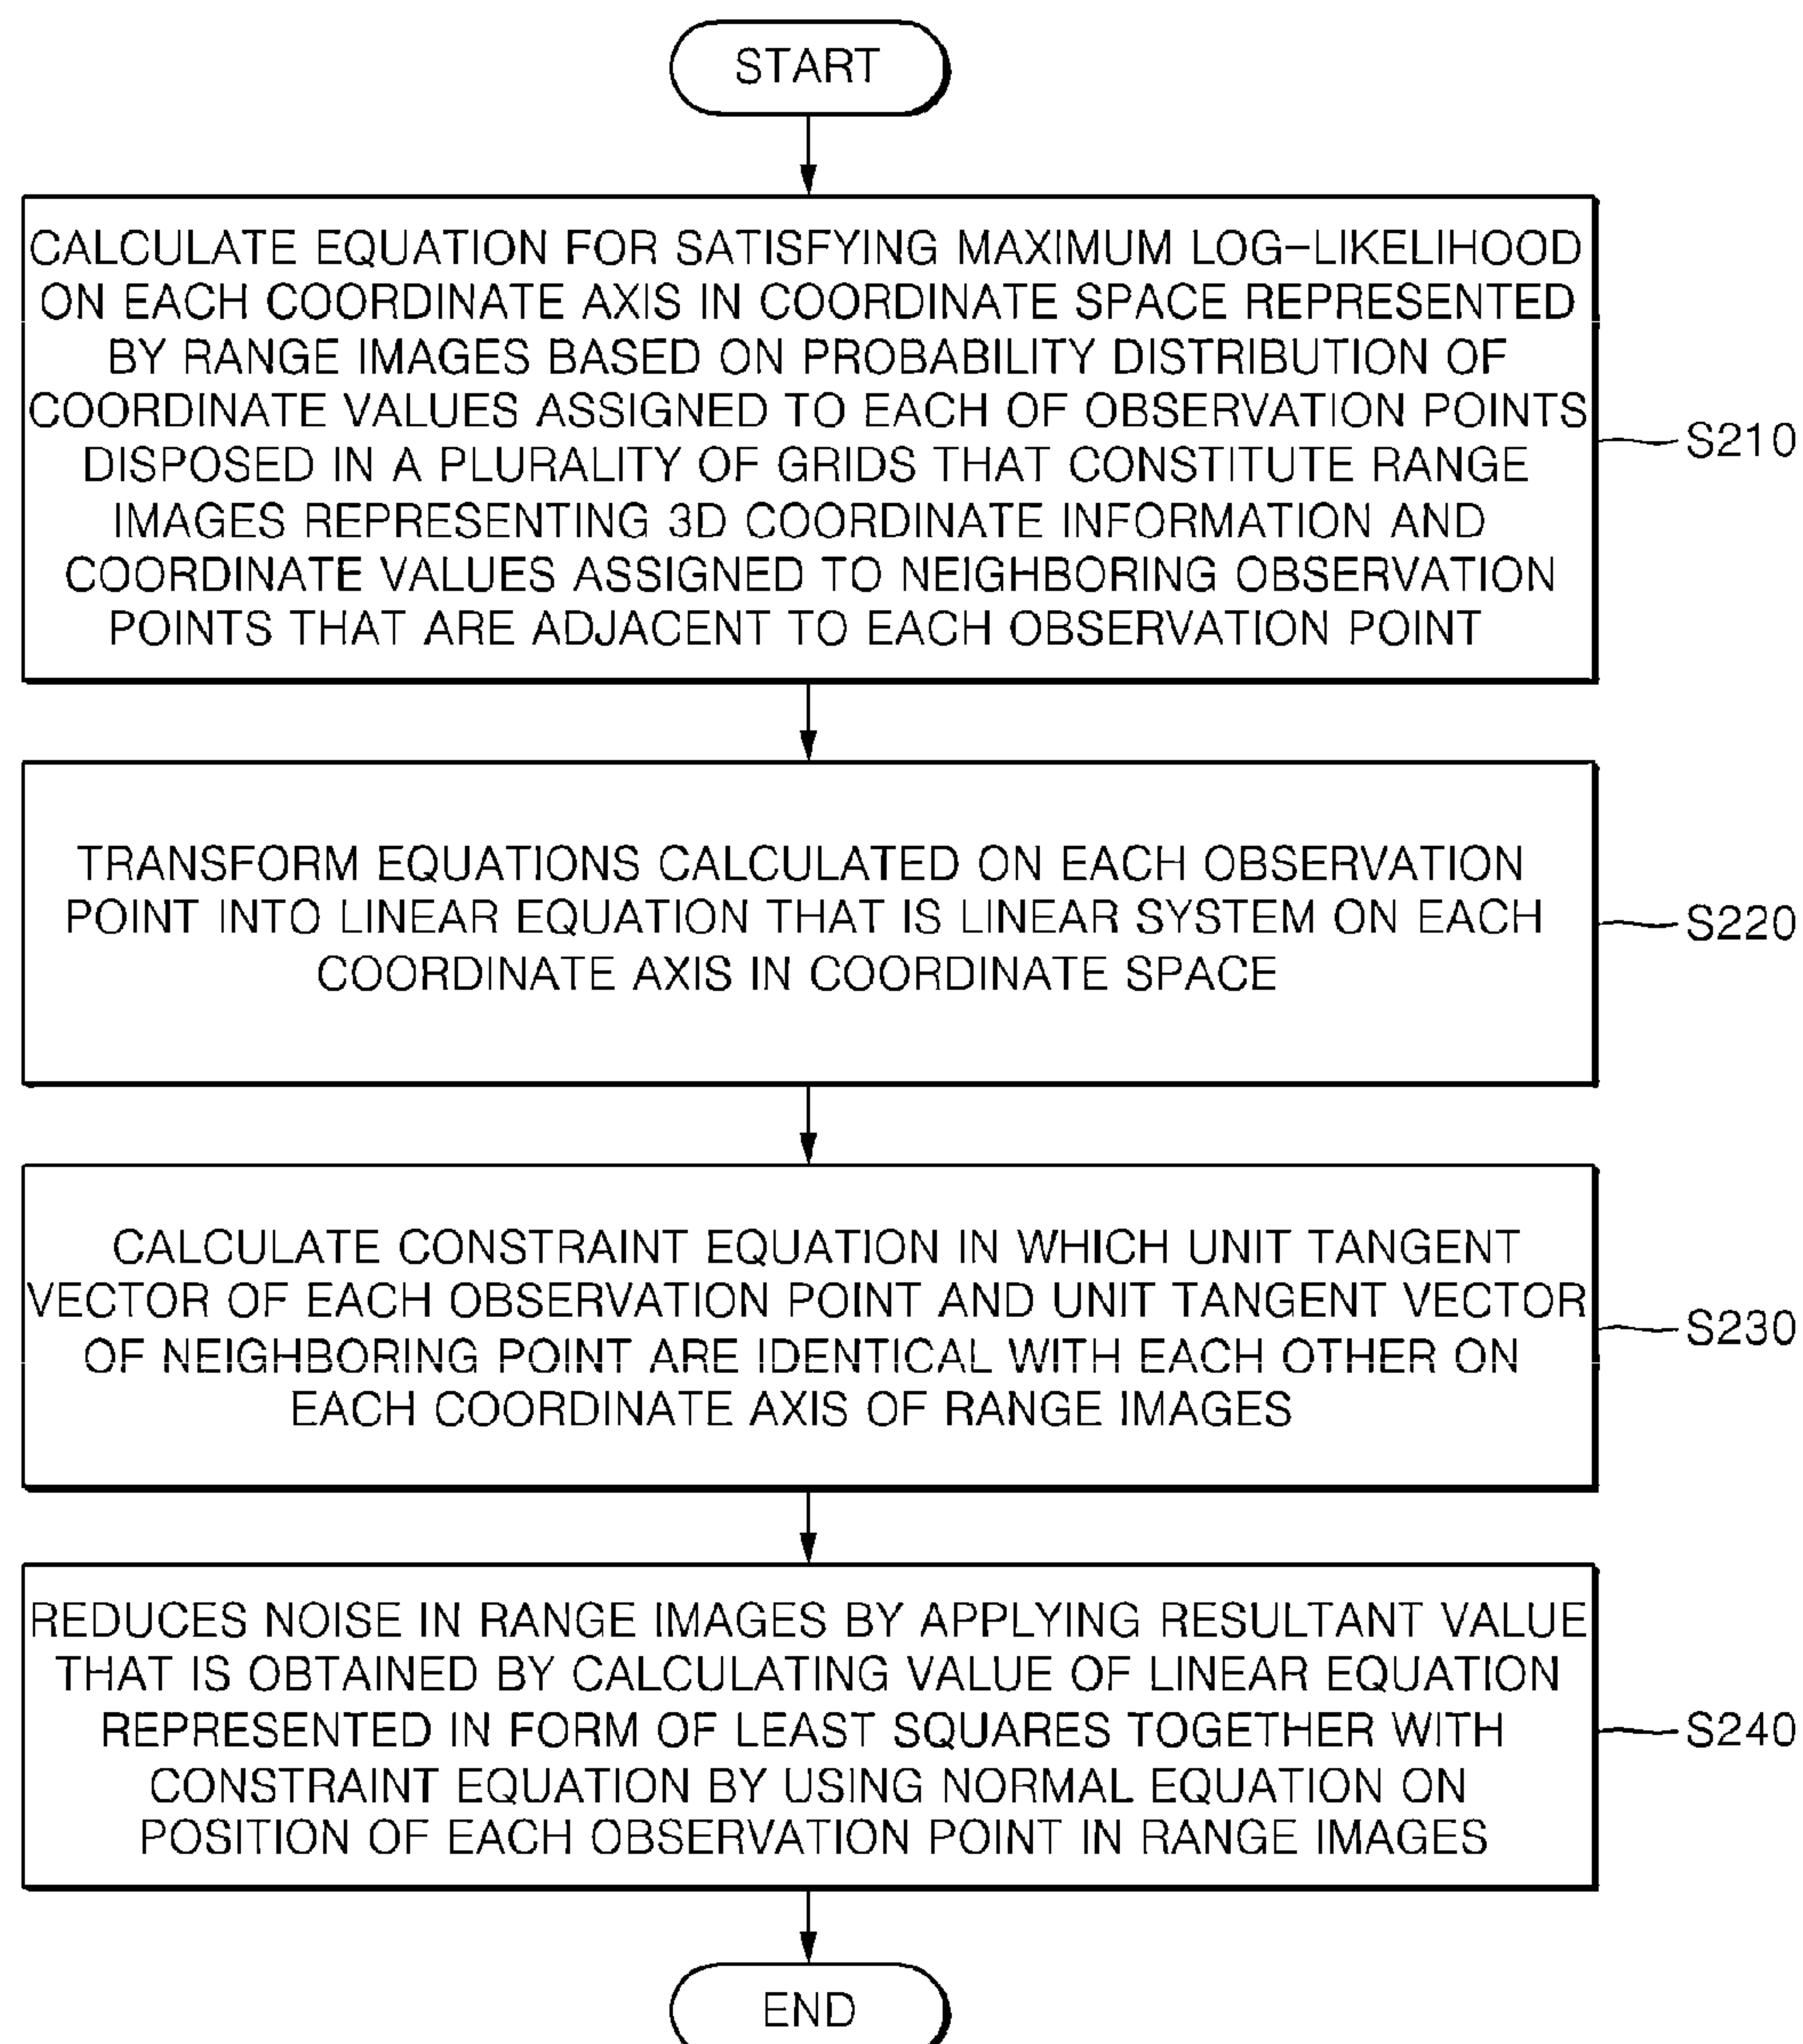 START
CALCULATE EQUATION FOR SATISFYING MAXIMUM LOG-LIKELIHOOD
ON EACH COORDINATE AXIS IN COORDINATE SPACE REPRESENTED
BY RANGE IMAGES BASED ON PROBABILITY DISTRIBUTION OF
COORDINATE VALUES ASSIGNED TO EACH OF OBSERVATION POINTS
DISPOSED IN A PLURALITY OF GRIDS THAT CONSTITUTE RANGE
IMAGES REPRESENTING 3D COORDINATE INFORMATION AND
COORDINATE VALUES ASSIGNED TO NEIGHBORING OBSERVATION
POINTS THAT ARE ADJACENT TO EACH OBSERVATION POINT
S210
TRANSFORM EQUATIONS CALCULATED ON EACH OBSERVATION
POINT INTO LINEAR EQUATION THAT IS LINEAR SYSTEM ON EACH
COORDINATE AXIS IN COORDINATE SPACE
S220
CALCULATE CONSTRAINT EQUATION IN WHICH UNIT TANGENT
VECTOR OF EACH OBSERVATION POINT AND UNIT TANGENT VECTOR
OF NEIGHBORING POINT ARE IDENTICAL WITH EACH OTHER ON
EACH COORDINATE AXIS OF RANGE IMAGES
S230
REDUCES NOISE IN RANGE IMAGES BY APPLYING RESULTANT VALUE
THAT IS OBTAINED BY CALCULATING VALUE OF LINEAR EQUATION
REPRESENTED IN FORM OF LEAST SQUARES TOGETHER WITH
CONSTRAINT EQUATION BY USING NORMAL EQUATION ON
POSITION OF EACH OBSERVATION POINT IN RANGE IMAGES
S240
END